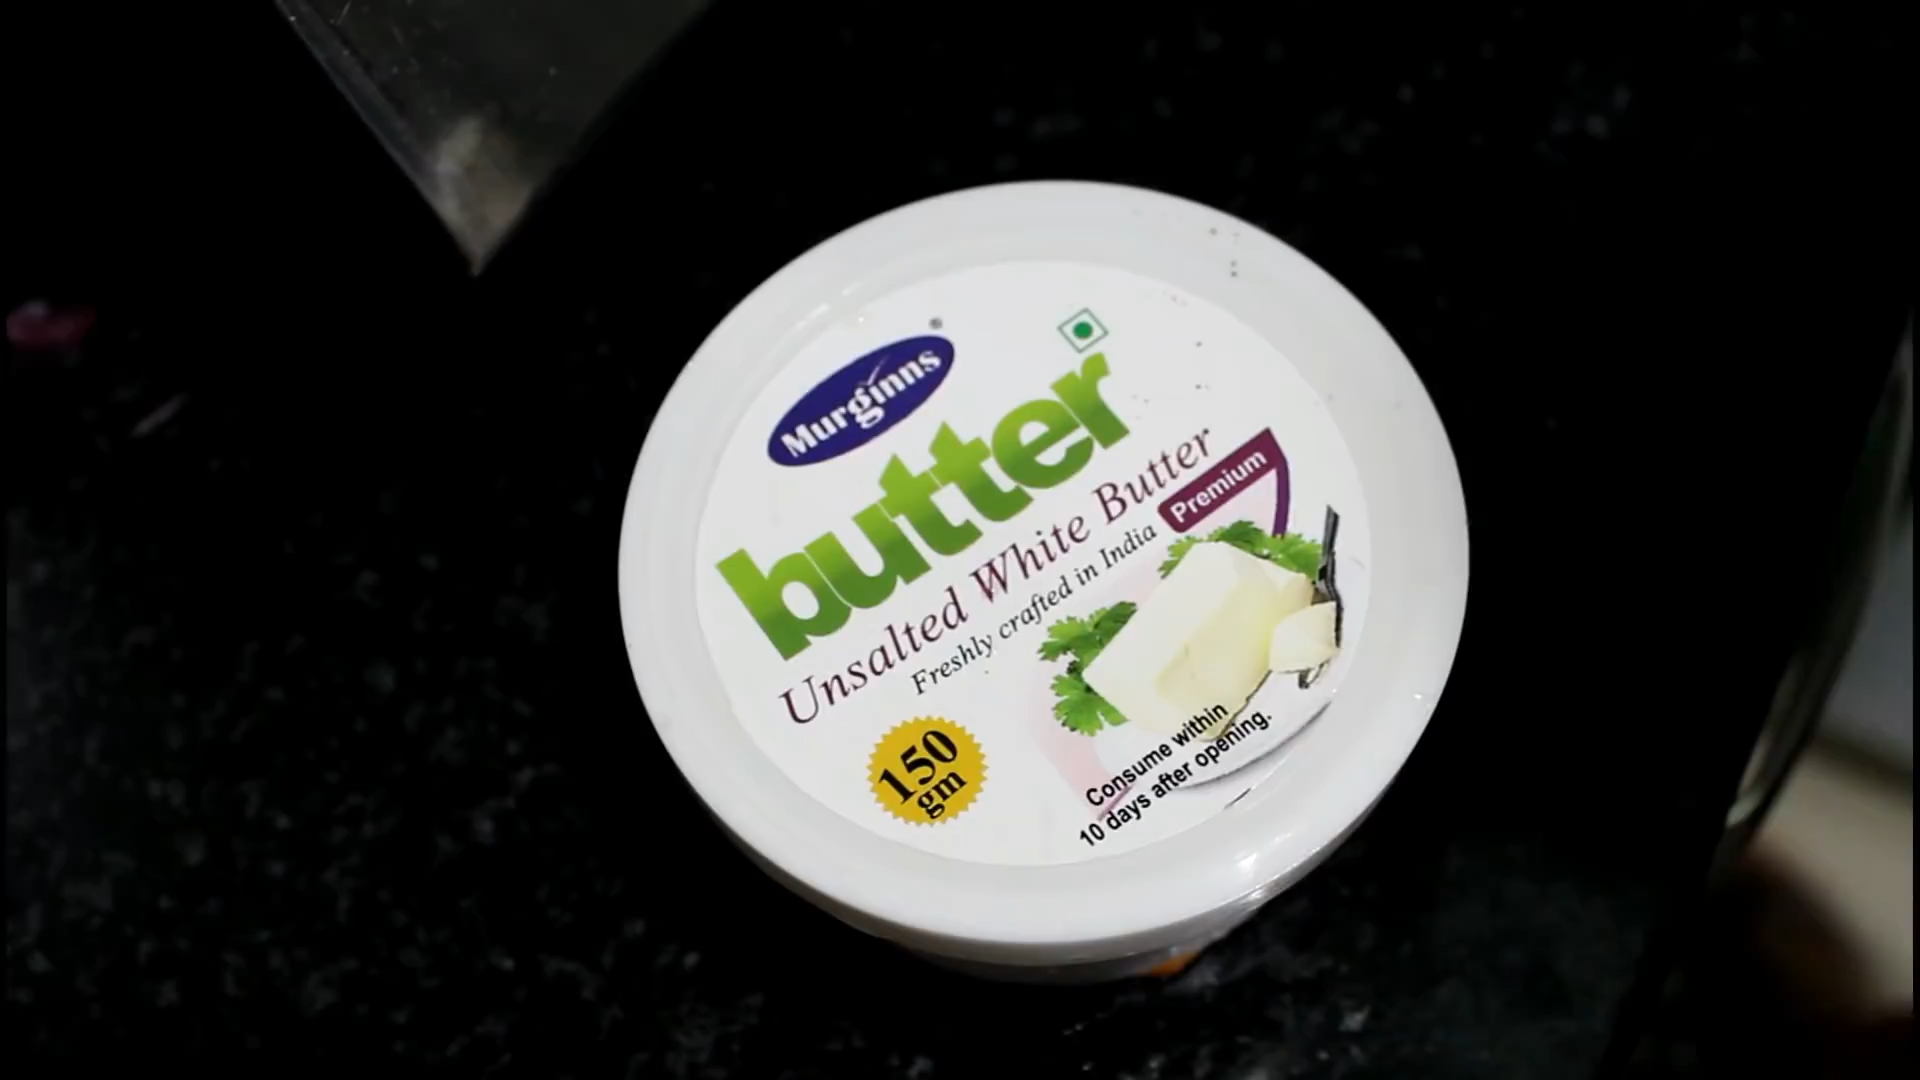 Murginns
butter
Unsalted White Butter
Premium
Freshly crafted in India
150
gm
Consume within
10 days after opening.